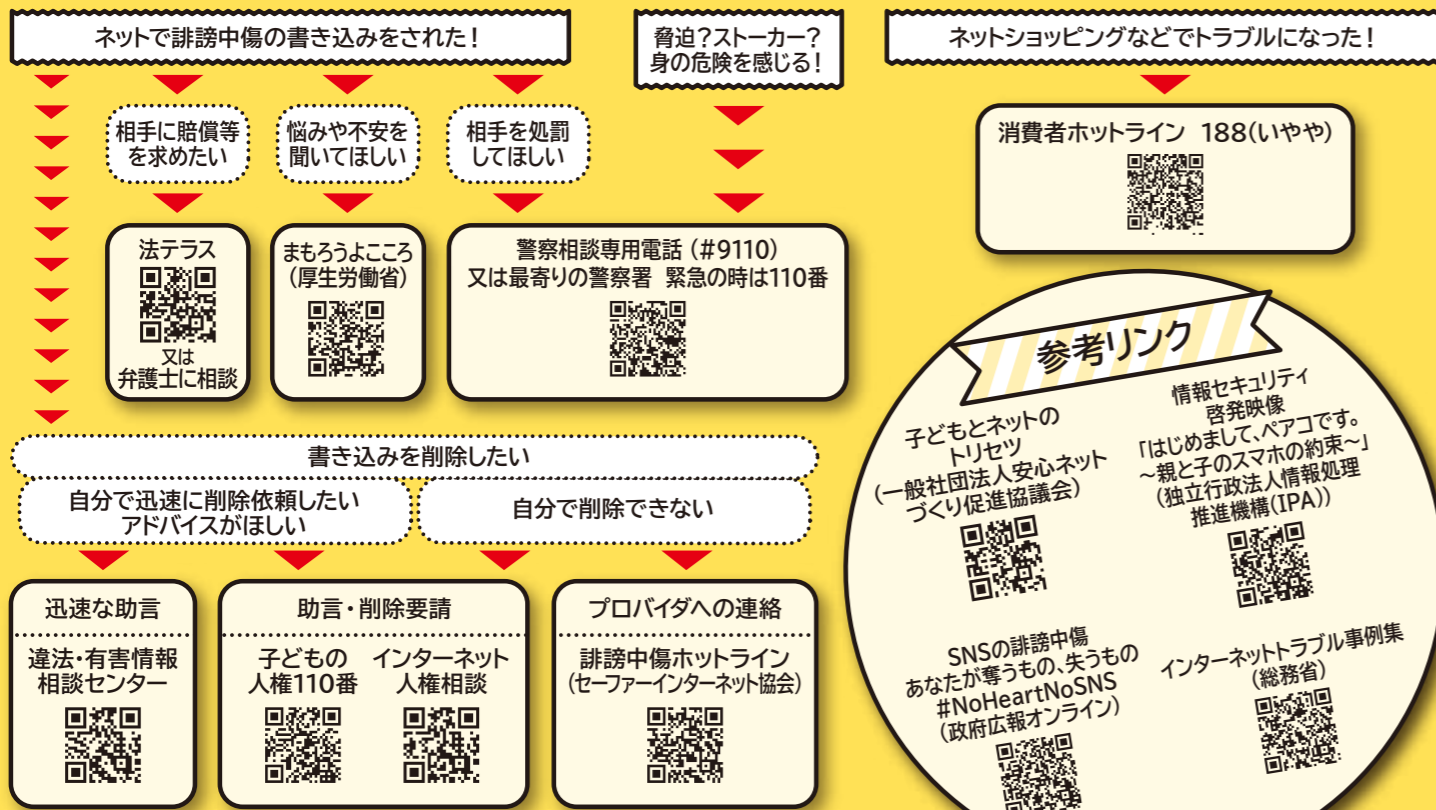 ネットで誹謗中傷の書き込みをされた！
脅迫？ストーカー？
身の危険を感じる！
ネットショッピングなどでトラブルになった！
相手に賠償等
を求めたい
悩みや不安を
聞いてほしい
相手を処罰
してほしい
消費者ホットライン 188(いやや)
法テラス
又は
弁護士に相談
まもろうよこころ
(厚生労働省)
警察相談専用電話 (#9110)
又は最寄りの警察署 緊急の時は110番
書き込みを削除したい
自分で迅速に削除依頼したい
アドバイスがほしい
自分で削除できない
迅速な助言
違法・有害情報
相談センター
助言・削除要請
子どもの
人権110番
インターネット
人権相談
プロバイダへの連絡
誹謗中傷ホットライン
(セーファーインターネット協会)
参考リンク
子どもとネットの
トリセツ
(一般社団法人安心ネット
づくり促進協議会)
情報セキュリティ
啓発映像
「はじめまして、ペアコです。
～親と子のスマホの約束～」
(独立行政法人情報処理
推進機構(IPA))
SNSの誹謗中傷
あなたが奪うもの、失うもの
#NoHeartNoSNS
(政府広報オンライン)
インターネットトラブル事例集
(総務省)